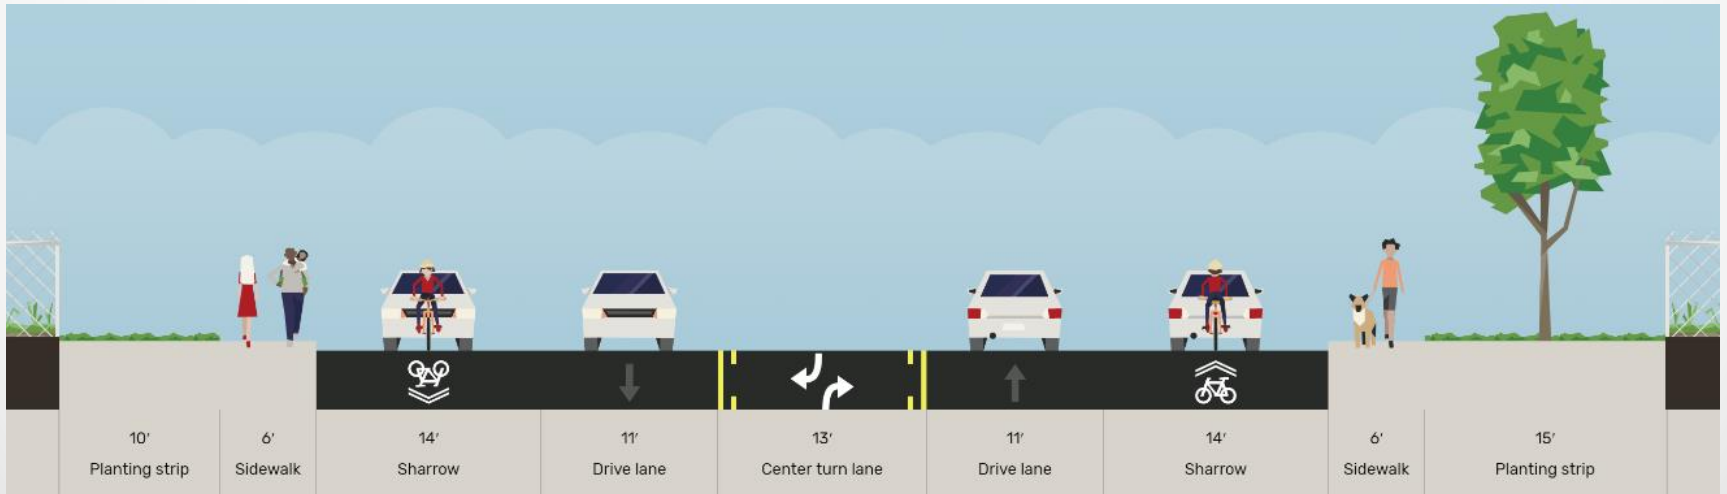 10′
Planting strip
6′
Sidewalk
14′
Sharrow
11′
Drive lane
13′
Center turn lane
11′
Drive lane
14′
Sharrow
6′
Sidewalk
15′
Planting strip